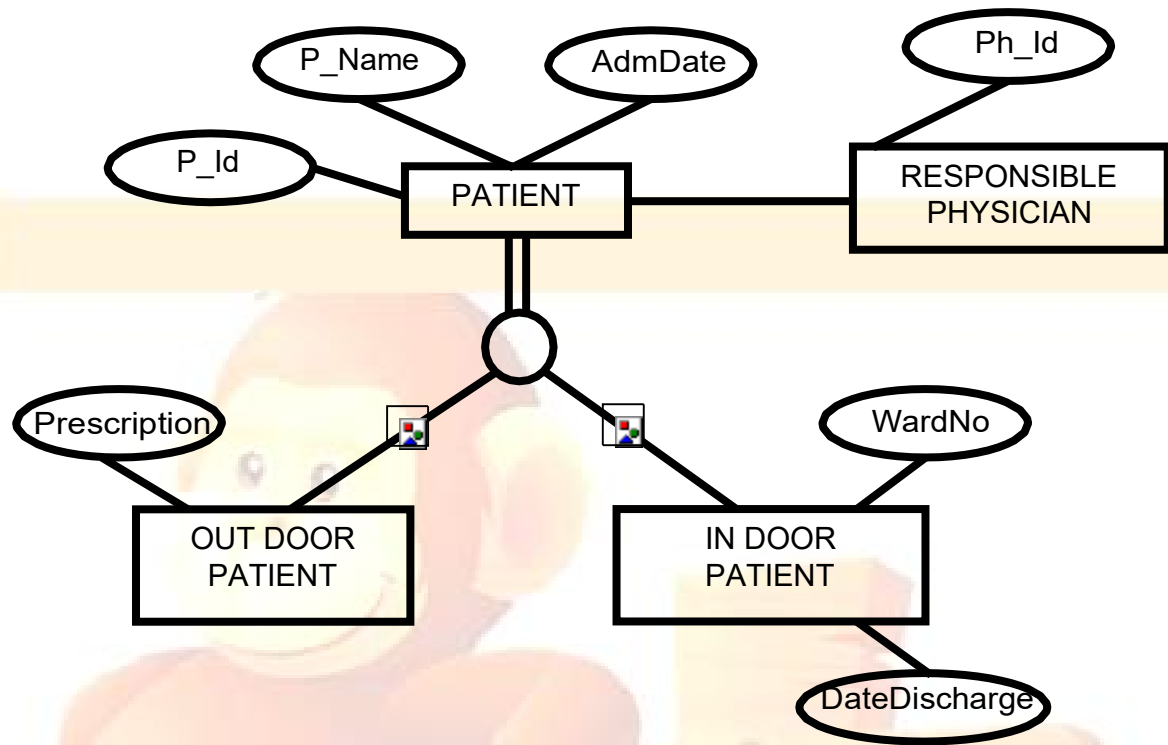 P_Name
AdmDate
Ph_Id
P_Id
PATIENT
RESPONSIBLE
PHYSICIAN
Prescription
WardNo
OUT DOOR
PATIENT
IN DOOR
PATIENT
DateDischarge